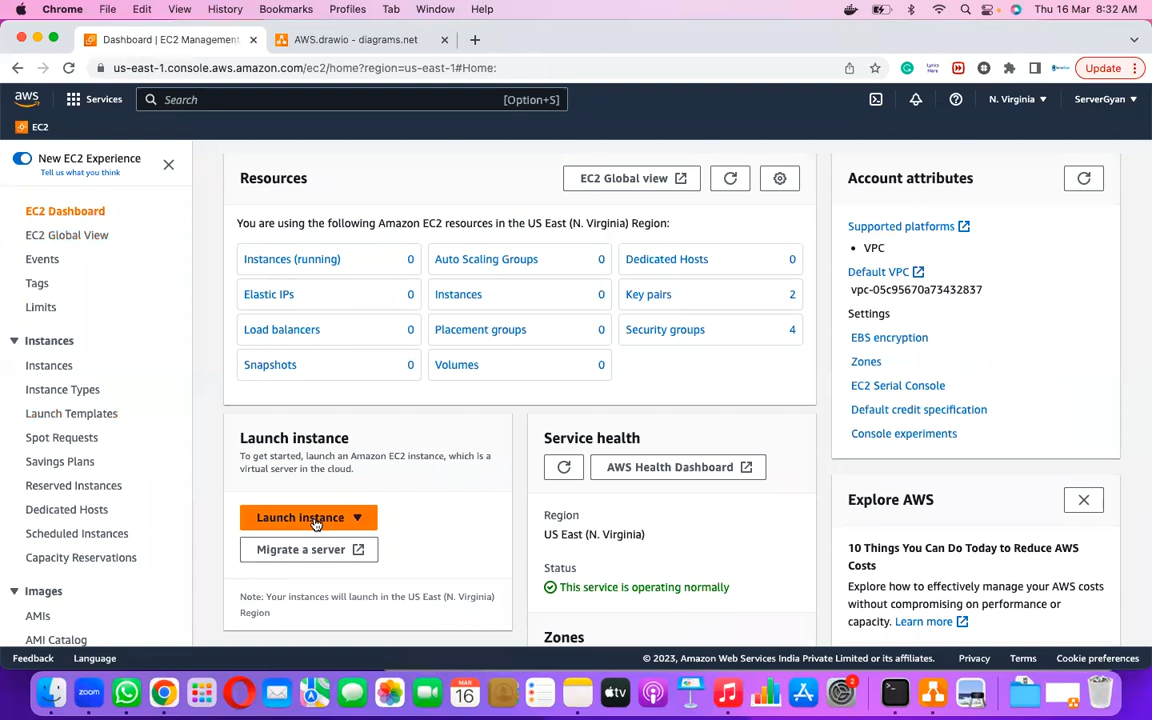 Chrome File Edit View History Bookmarks Profiles Tab Window Help Thu 16 Mar 8:32 AM
Dashboard | EC2 Management AWS.drawio - diagrams.net
us-east-1.console.aws.amazon.com/ec2/home?region=us-east-1#Home: Update
aws Services Search [Option+S] N. Virginia ServerGyan
EC2
New EC2 Experience
Tell us what you think
EC2 Dashboard
EC2 Global View
Events
Tags
Limits
Instances
Instances
Instance Types
Launch Templates
Spot Requests
Savings Plans
Reserved Instances
Dedicated Hosts
Scheduled Instances
Capacity Reservations
Images
AMIs
AMI Catalog
Resources EC2 Global view
You are using the following Amazon EC2 resources in the US East (N. Virginia) Region:
Instances (running) 0 Auto Scaling Groups 0 Dedicated Hosts 0
Elastic IPs 0 Instances 0 Key pairs 2
Load balancers 0 Placement groups 0 Security groups 4
Snapshots 0 Volumes 0
Launch instance
To get started, launch an Amazon EC2 instance, which is a
virtual server in the cloud.
Launch instance
Migrate a server
Note: Your instances will launch in the US East (N. Virginia)
Region
Service health
AWS Health Dashboard
Region
US East (N. Virginia)
Status
This service is operating normally
Zones
Account attributes
Supported platforms
• VPC
Default VPC
vpc-05c95670a73432837
Settings
EBS encryption
Zones
EC2 Serial Console
Default credit specification
Console experiments
Explore AWS
10 Things You Can Do Today to Reduce AWS
Costs
Explore how to effectively manage your AWS costs
without compromising on performance or
capacity. Learn more
Feedback Language © 2023, Amazon Web Services India Private Limited or its affiliates. Privacy Terms Cookie preferences
zoom
MAR
16
tv
2